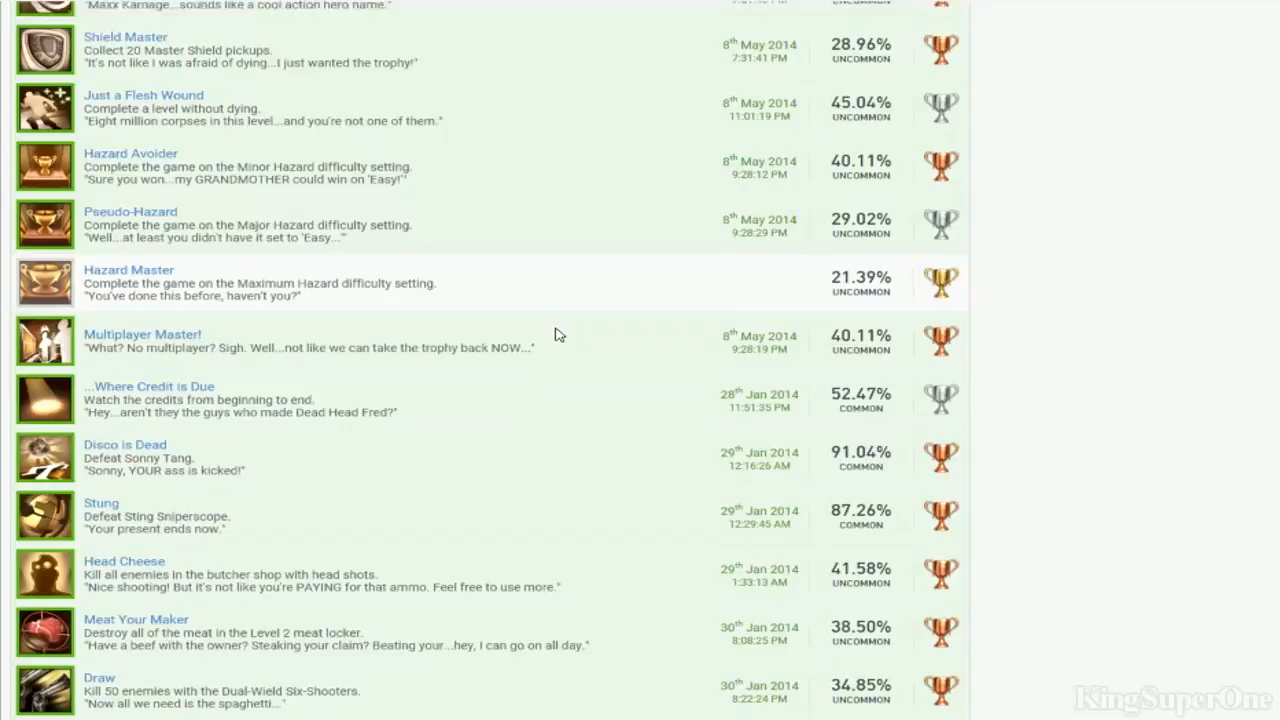 "Maxx Karnage...sounds like a cool action hero name."
Shield Master
Collect 20 Master Shield pickups.
"It's not like I was afraid of dying...I just wanted the trophy!"
8th May 2014
7:31:41 PM
28.96%
UNCOMMON
Just a Flesh Wound
Complete a level without dying.
"Eight million corpses in this level...and you're not one of them."
8th May 2014
11:01:19 PM
45.04%
UNCOMMON
Hazard Avoider
Complete the game on the Minor Hazard difficulty setting.
"Sure you won...my GRANDMOTHER could win on 'Easy!'"
8th May 2014
9:28:12 PM
40.11%
UNCOMMON
Pseudo-Hazard
Complete the game on the Major Hazard difficulty setting.
"Well...at least you didn't have it set to 'Easy...'"
8th May 2014
9:28:29 PM
29.02%
UNCOMMON
Hazard Master
Complete the game on the Maximum Hazard difficulty setting.
"You've done this before, haven't you?"
21.39%
UNCOMMON
Multiplayer Master!
"What? No multiplayer? Sigh. Well...not like we can take the trophy back NOW..."
8th May 2014
9:28:19 PM
40.11%
UNCOMMON
...Where Credit is Due
Watch the credits from beginning to end.
"Hey...aren't they the guys who made Dead Head Fred?"
28th Jan 2014
11:51:35 PM
52.47%
COMMON
Disco is Dead
Defeat Sonny Tang.
"Sonny, YOUR ass is kicked!"
29th Jan 2014
12:16:26 AM
91.04%
COMMON
Stung
Defeat Sting Sniperscope.
"Your present ends now."
29th Jan 2014
12:29:45 AM
87.26%
COMMON
Head Cheese
Kill all enemies in the butcher shop with head shots.
"Nice shooting! But it's not like you're PAYING for that ammo. Feel free to use more."
29th Jan 2014
1:33:13 AM
41.58%
UNCOMMON
Meat Your Maker
Destroy all of the meat in the Level 2 meat locker.
"Have a beef with the owner? Steaking your claim? Beating your...hey, I can go on all day."
30th Jan 2014
8:08:25 PM
38.50%
UNCOMMON
Draw
Kill 50 enemies with the Dual-Wield Six-Shooters.
"Now all we need is the spaghetti..."
30th Jan 2014
8:22:24 PM
34.85%
UNCOMMON
KingSuperOne